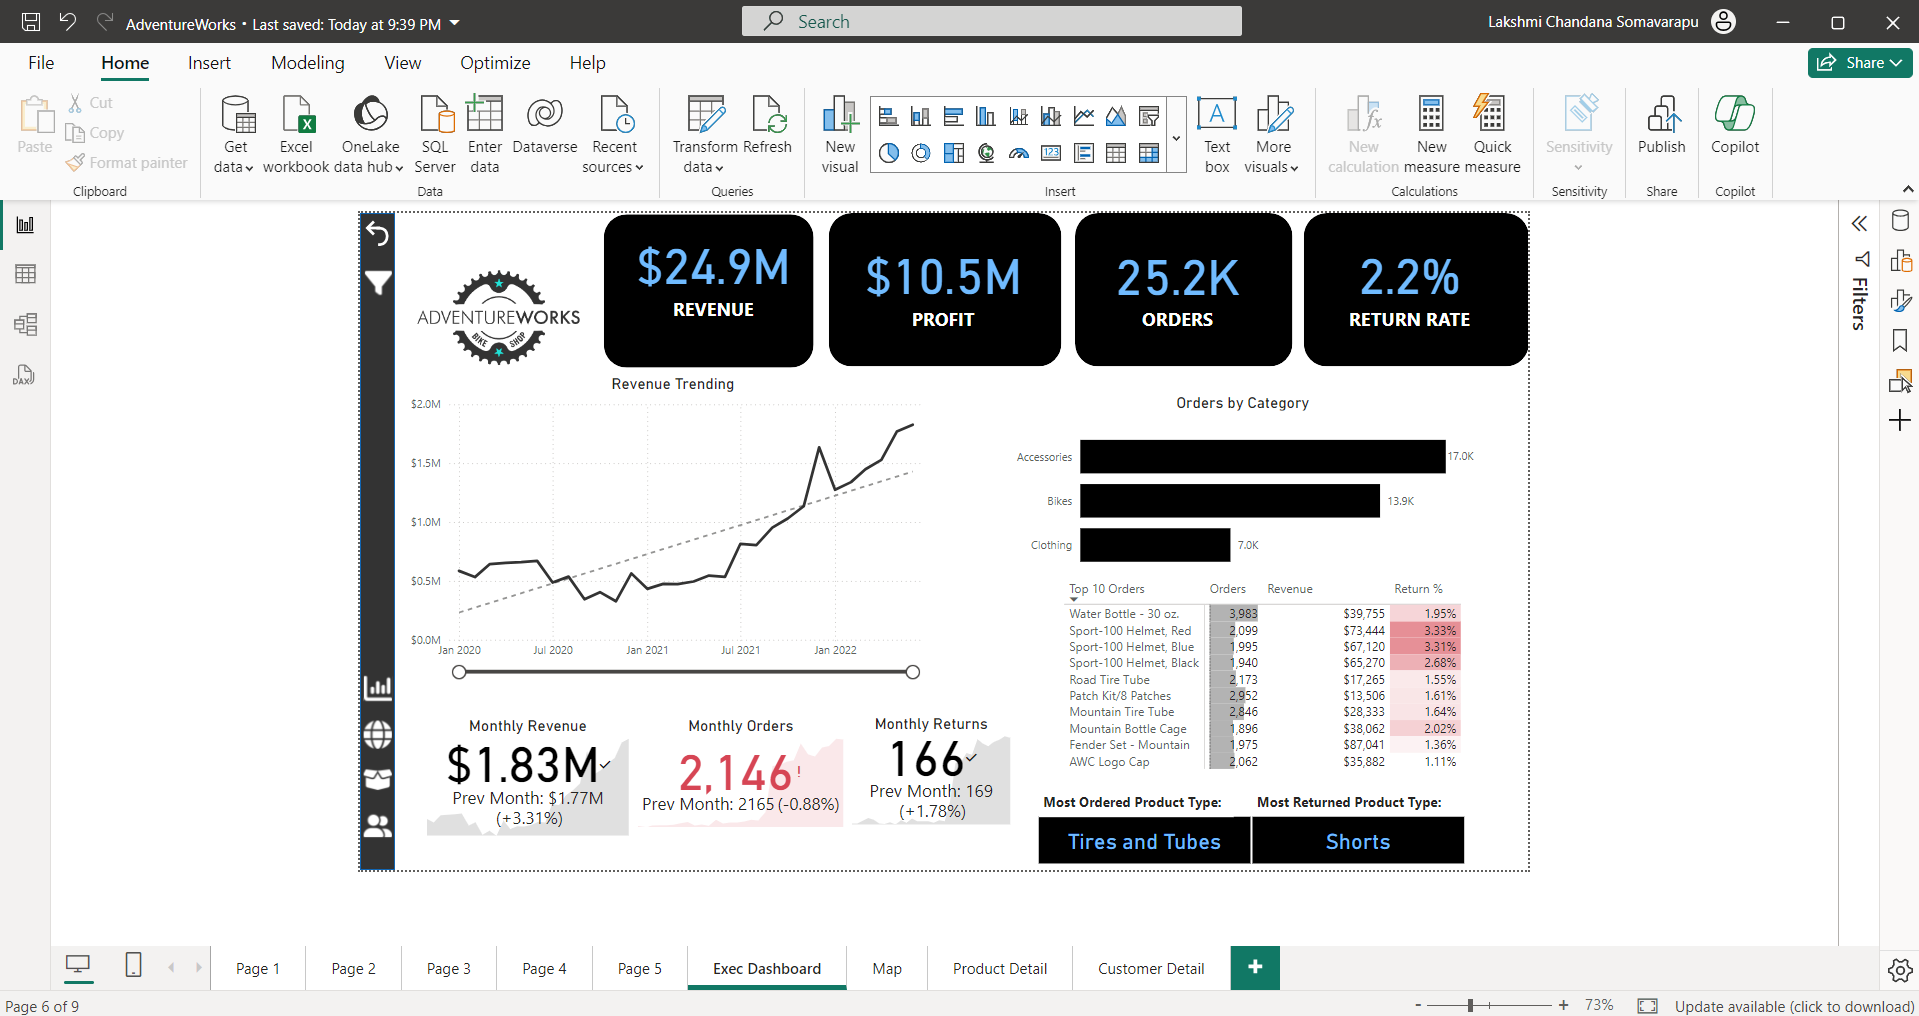 AdventureWorks • Last saved: Today at 9:39 PM
Search
Lakshmi Chandana Somavarapu
File
Home
Insert
Modeling
View
Optimize
Help
Share
Paste
Cut
Copy
Format painter
Clipboard
Get data
Excel workbook
OneLake data hub
SQL Server
Enter data
Dataverse
Recent sources
Data
Transform data
Refresh
Queries
New visual
123
A
Text box
More visuals
Insert
New calculation
New measure
Quick measure
Calculations
Sensitivity
Sensitivity
Publish
Share
Copilot
Copilot
DAX
Filters
ADVENTUREWORKS
BIKE SHOP
$24.9M
REVENUE
$10.5M
PROFIT
25.2K
ORDERS
2.2%
RETURN RATE
Revenue Trending
$2.0M
$1.5M
$1.0M
$0.5M
$0.0M
Jan 2020
Jul 2020
Jan 2021
Jul 2021
Jan 2022
Orders by Category
Accessories 17.0K
Bikes 13.9K
Clothing 7.0K
Top 10 Orders Orders Revenue Return %
Water Bottle - 30 oz. 3,983 $39,755 1.95%
Sport-100 Helmet, Red 2,099 $73,444 3.33%
Sport-100 Helmet, Blue 1,995 $67,120 3.31%
Sport-100 Helmet, Black 1,940 $65,270 2.68%
Road Tire Tube 2,173 $17,265 1.55%
Patch Kit/8 Patches 2,952 $13,506 1.61%
Mountain Tire Tube 2,846 $28,333 1.64%
Mountain Bottle Cage 1,896 $38,062 2.02%
Fender Set - Mountain 1,975 $87,041 1.36%
AWC Logo Cap 2,062 $35,882 1.11%
Monthly Revenue
$1.83M
Prev Month: $1.77M
(+3.31%)
Monthly Orders
2,146!
Prev Month: 2165 (-0.88%)
Monthly Returns
166
Prev Month: 169
(+1.78%)
Most Ordered Product Type:
Tires and Tubes
Most Returned Product Type:
Shorts
Page 1
Page 2
Page 3
Page 4
Page 5
Exec Dashboard
Map
Product Detail
Customer Detail
Page 6 of 9
- + 73%
Update available (click to download)